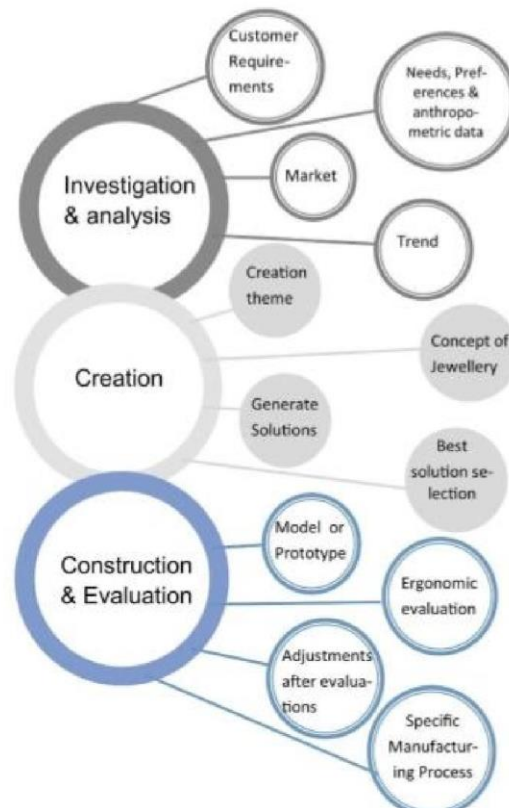 Customer
Require-
ments
Needs, Pref-
erences &
anthropo-
metric data
Investigation
& analysis
Market
Trend
Creation
theme
Concept of
Jewellery
Creation
Generate
Solutions
Best
solution se-
lection
Model or
Prototype
Construction
& Evaluation
Ergonomic
evaluation
Adjustments
after evalua-
tions
Specific
Manufactur-
ing Process